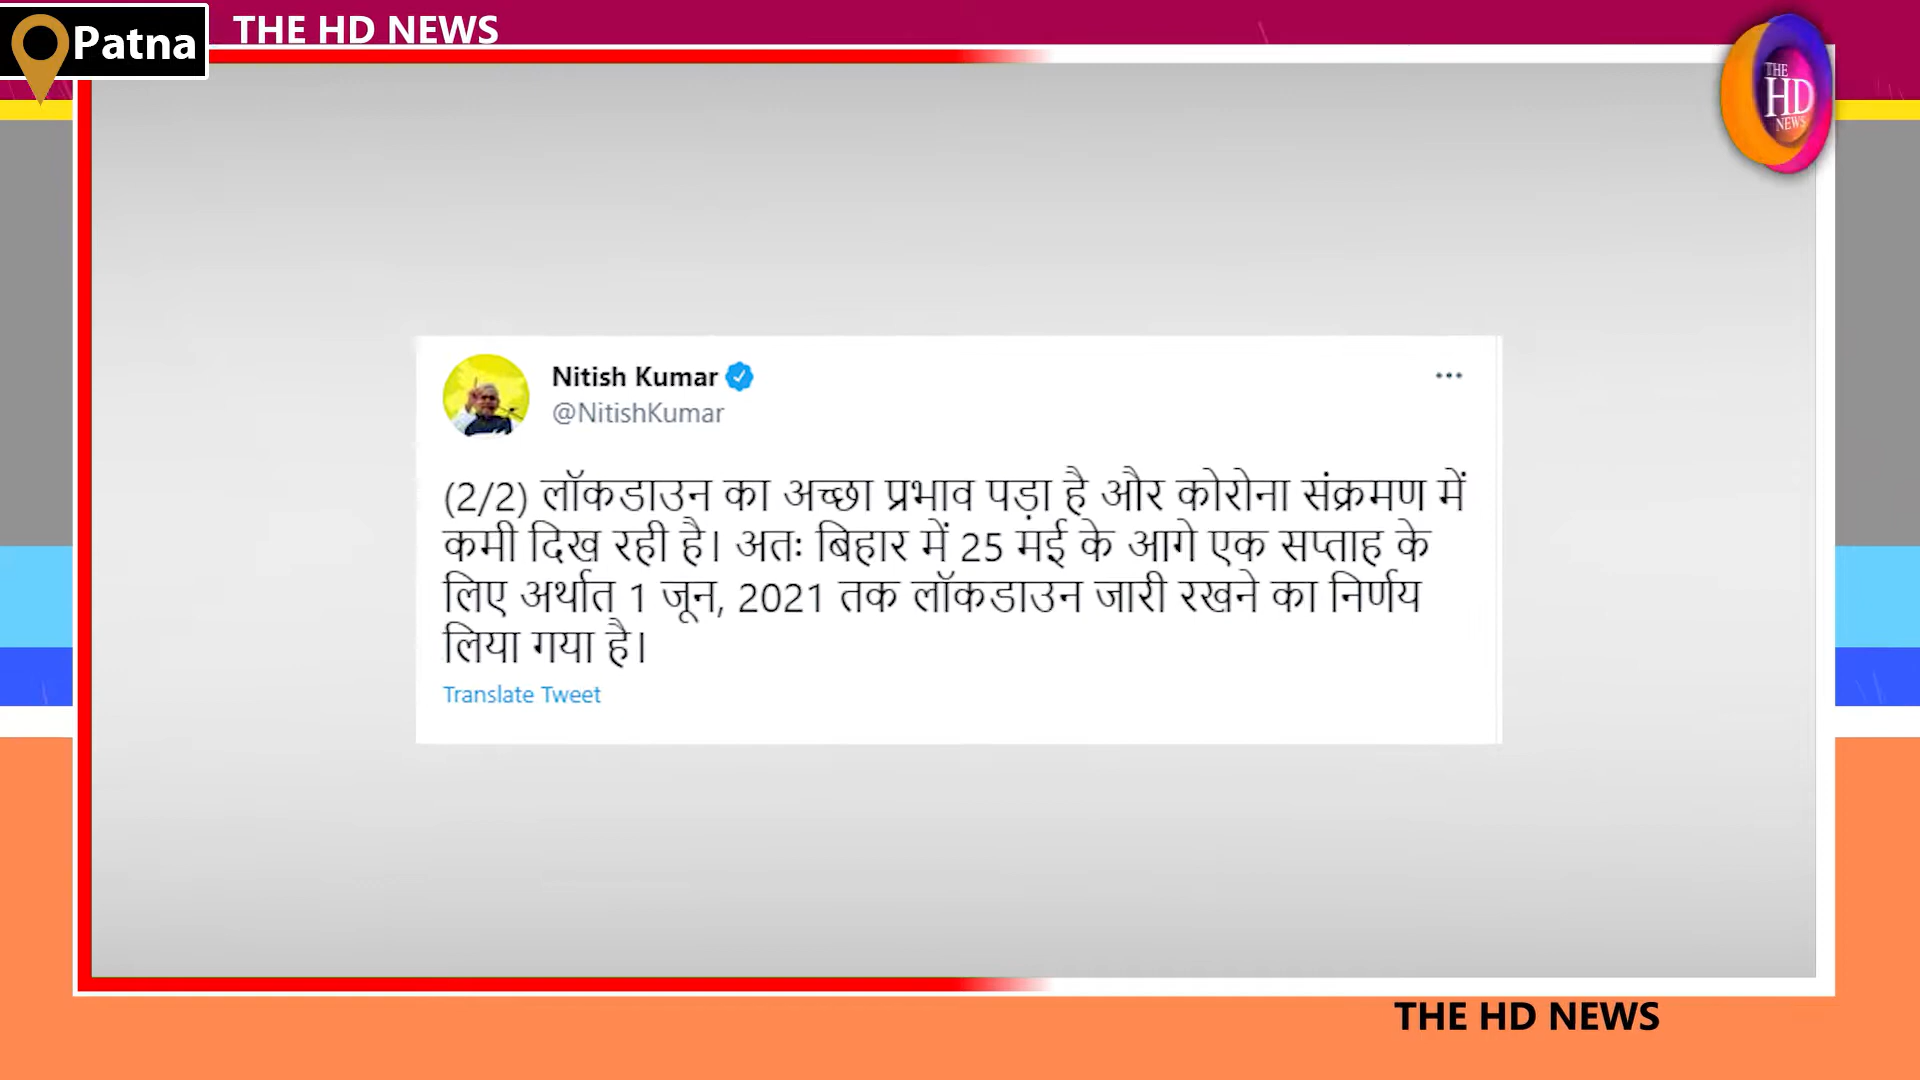 Patna
THE HD NEWS
THE
HD
NEWS
Nitish Kumar
@NitishKumar
(2/2) लॉकडाउन का अच्छा प्रभाव पड़ा है और कोरोना संक्रमण में
कमी दिख रही है। अतः बिहार में 25 मई के आगे एक सप्ताह के
लिए अर्थात 1 जून, 2021 तक लॉकडाउन जारी रखने का निर्णय
लिया गया है।
Translate Tweet
THE HD NEWS